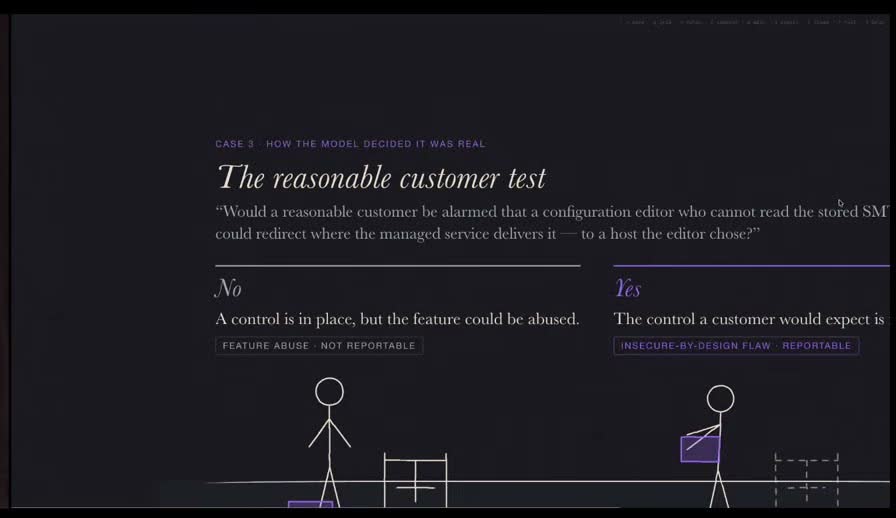 CASE 3 · HOW THE MODEL DECIDED IT WAS REAL
The reasonable customer test
“Would a reasonable customer be alarmed that a configuration editor who cannot read the stored
could redirect where the managed service delivers it — to a host the editor chose?”
No
A control is in place, but the feature could be abused.
FEATURE ABUSE · NOT REPORTABLE
Yes
The control a customer would expect is
INSECURE-BY-DESIGN FLAW · REPORTABLE